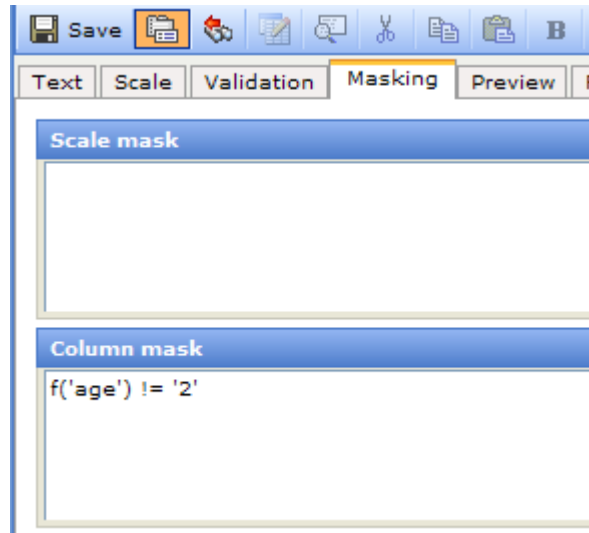 Save B
Text Scale Validation Masking Preview
Scale mask
Column mask
f('age') != '2'